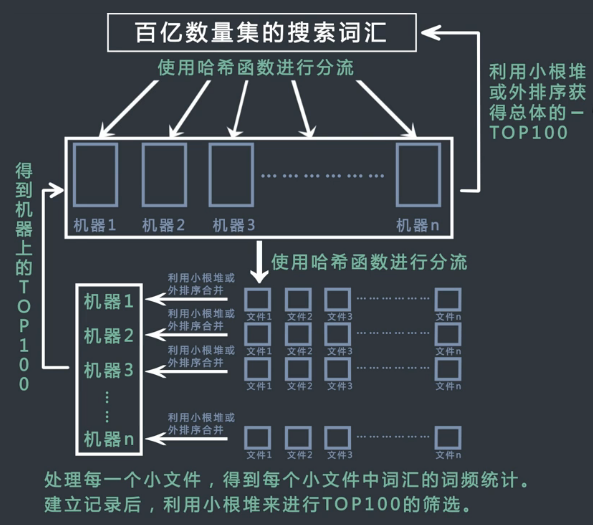 百亿数量集的搜索词汇
使用哈希函数进行分流
利用小根堆
或外排序获
得总体的一
TOP100
机器1 机器2 机器3 机器n
得到机器上的TOP100
使用哈希函数进行分流
机器1
利用小根堆或
外排序合并
文件1 文件2 文件3 文件n
机器2
利用小根堆或
外排序合并
文件1 文件2 文件3 文件n
机器3
利用小根堆或
外排序合并
文件1 文件2 文件3 文件n
机器n
利用小根堆或
外排序合并
文件1 文件2 文件3 文件n
处理每一个小文件，得到每个小文件中词汇的词频统计。
建立记录后，利用小根堆来进行TOP100的筛选。